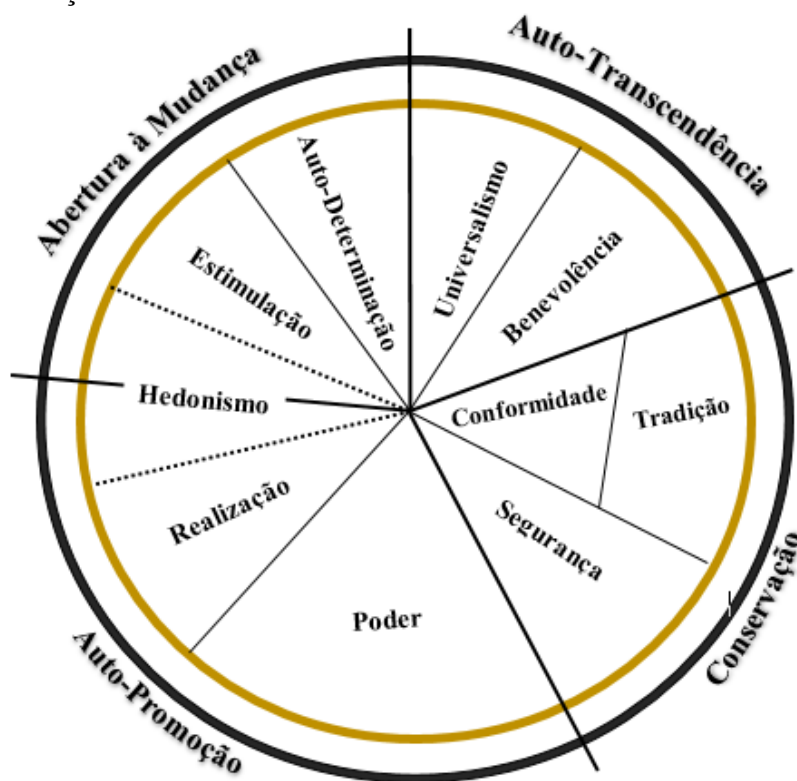 Abertura à Mudança
Auto-Transcendência
Auto-Determinação
Universalismo
Estimulação
Benevolência
Hedonismo
Conformidade
Tradição
Realização
Segurança
Poder
Auto-Promoção
Conservação